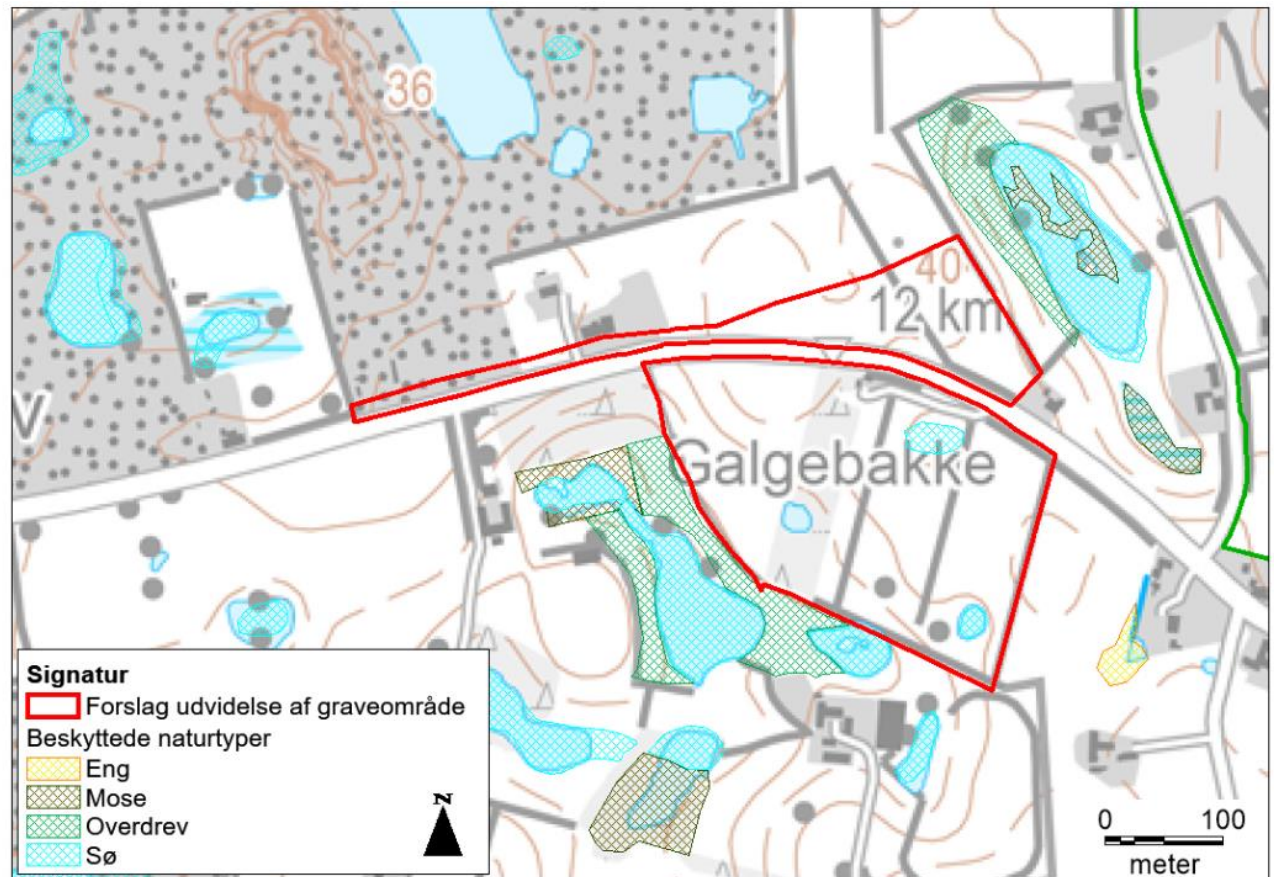 36
40
12 km
V
Galgebakke
Signatur
Forslag udvidelse af graveområde
Beskyttede naturtyper
Eng
Mose
Overdrev
Sø
N
0 100
meter